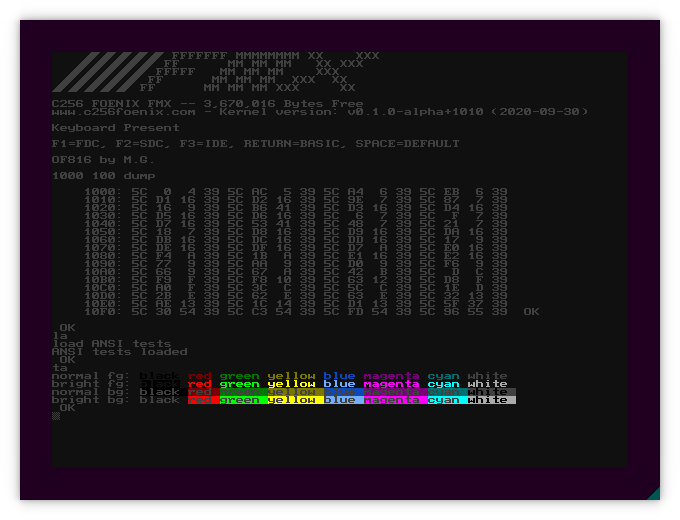 FFFFFFF MMMMMMMM XX    XXX
FF      MM MM MM   XX XXX
FFFFF   MM MM MM    XXX
FF      MM MM MM  XXX  XX
FF      MM MM MM XXX     XX
C256 FOENIX FMX -- 3,670,016 Bytes Free
www.c256foenix.com - Kernel version: v0.1.0-alpha+1010 (2020-09-30)
Keyboard Present
F1=FDC, F2=SDC, F3=IDE, RETURN=BASIC, SPACE=DEFAULT
OF816 by M.G.
1000 100 dump
1000: 5C  0  4 39 5C AC  5 39 5C A4  6 39 5C EB  6 39
1010: 5C D1 16 39 5C D2 16 39 5C 9E  7 39 5C 87  7 39
1020: 5C 16  9 39 5C B6 41 39 5C D3 16 39 5C D4 16 39
1030: 5C D5 16 39 5C D6 16 39 5C  6  7 39 5C  F  7 39
1040: 5C D7 16 39 5C 53 41 39 5C 48  7 39 5C 21  7 39
1050: 5C 18  7 39 5C D8 16 39 5C D9 16 39 5C DA 16 39
1060: 5C DB 16 39 5C DC 16 39 5C DD 16 39 5C 17  9 39
1070: 5C DE 16 39 5C DF 16 39 5C D7  A 39 5C E0 16 39
1080: 5C F4  A 39 5C 1B  A 39 5C E1 16 39 5C E2 16 39
1090: 5C 77  9 39 5C AA  9 39 5C D0  9 39 5C F6  9 39
10A0: 5C 66  9 39 5C 67  A 39 5C 42  B 39 5C  D  C 39
10B0: 5C F9  F 39 5C F8 10 39 5C 63 12 39 5C D8  F 39
10C0: 5C A0  F 39 5C 3C  C 39 5C 5C  C 39 5C 1E  D 39
10D0: 5C 2B  E 39 5C 62  E 39 5C 63  E 39 5C 32 13 39
10E0: 5C AE 13 39 5C 1C 14 39 5C D1 13 39 5C 5F 37 39
10F0: 5C 30 54 39 5C C3 54 39 5C FD 54 39 5C 96 55 39  OK
OK
la
load ANSI tests
ANSI tests loaded
OK
ta
normal fg: black red green yellow blue magenta cyan white
bright fg: black red green yellow blue magenta cyan white
normal bg: black red green yellow blue magenta cyan white
bright bg: black red green yellow blue magenta cyan white
OK